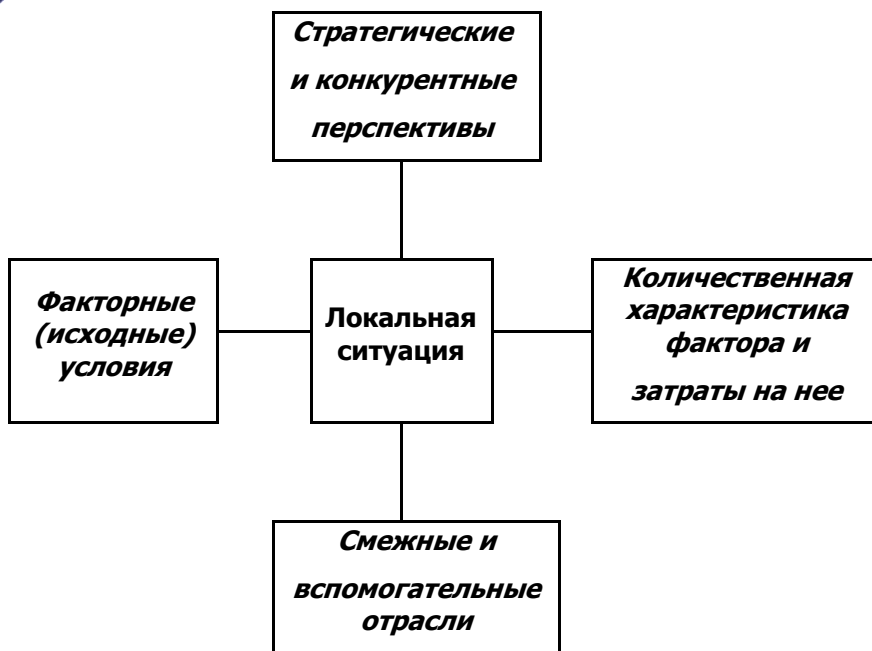 Стратегические
и конкурентные
перспективы
Факторные
(исходные)
условия
Локальная
ситуация
Количественная
характеристика
фактора и
затраты на нее
Смежные и
вспомогательные
отрасли